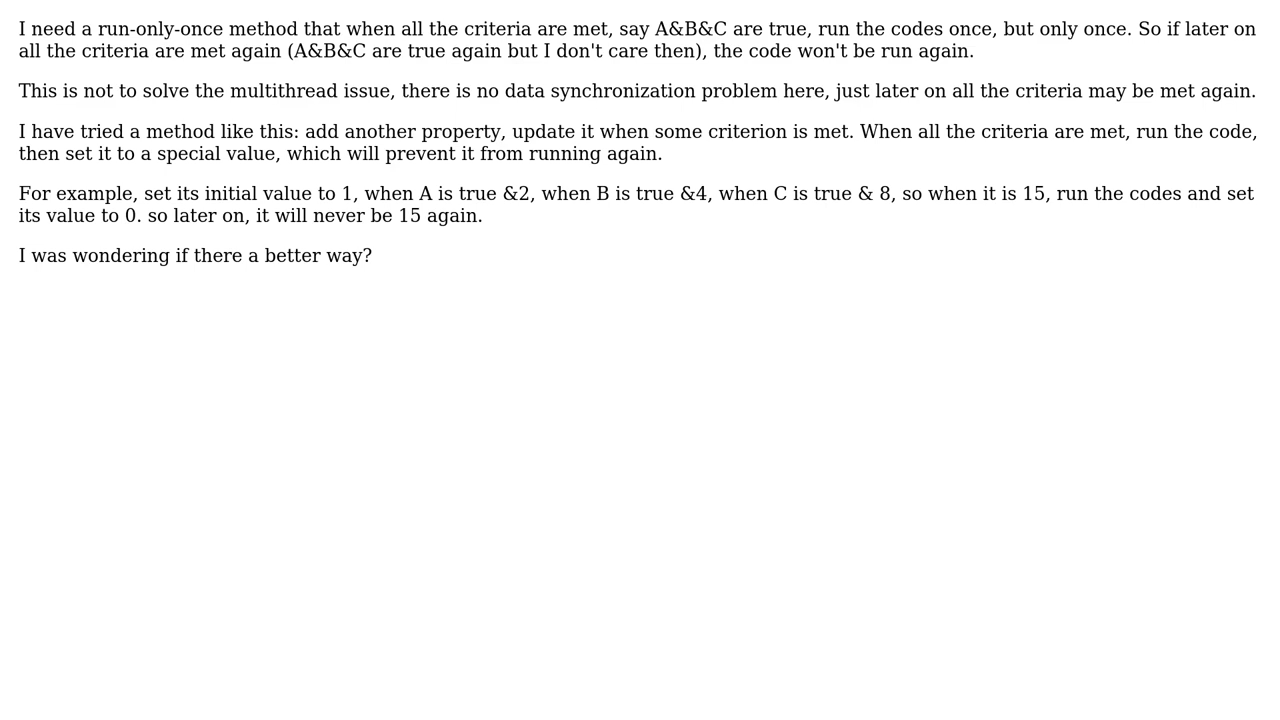 I need a run-only-once method that when all the criteria are met, say A&B&C are true, run the codes once, but only once. So if later on
all the criteria are met again (A&B&C are true again but I don't care then), the code won't be run again.
This is not to solve the multithread issue, there is no data synchronization problem here, just later on all the criteria may be met again.
I have tried a method like this: add another property, update it when some criterion is met. When all the criteria are met, run the code,
then set it to a special value, which will prevent it from running again.
For example, set its initial value to 1, when A is true &2, when B is true &4, when C is true & 8, so when it is 15, run the codes and set
its value to 0. so later on, it will never be 15 again.
I was wondering if there a better way?